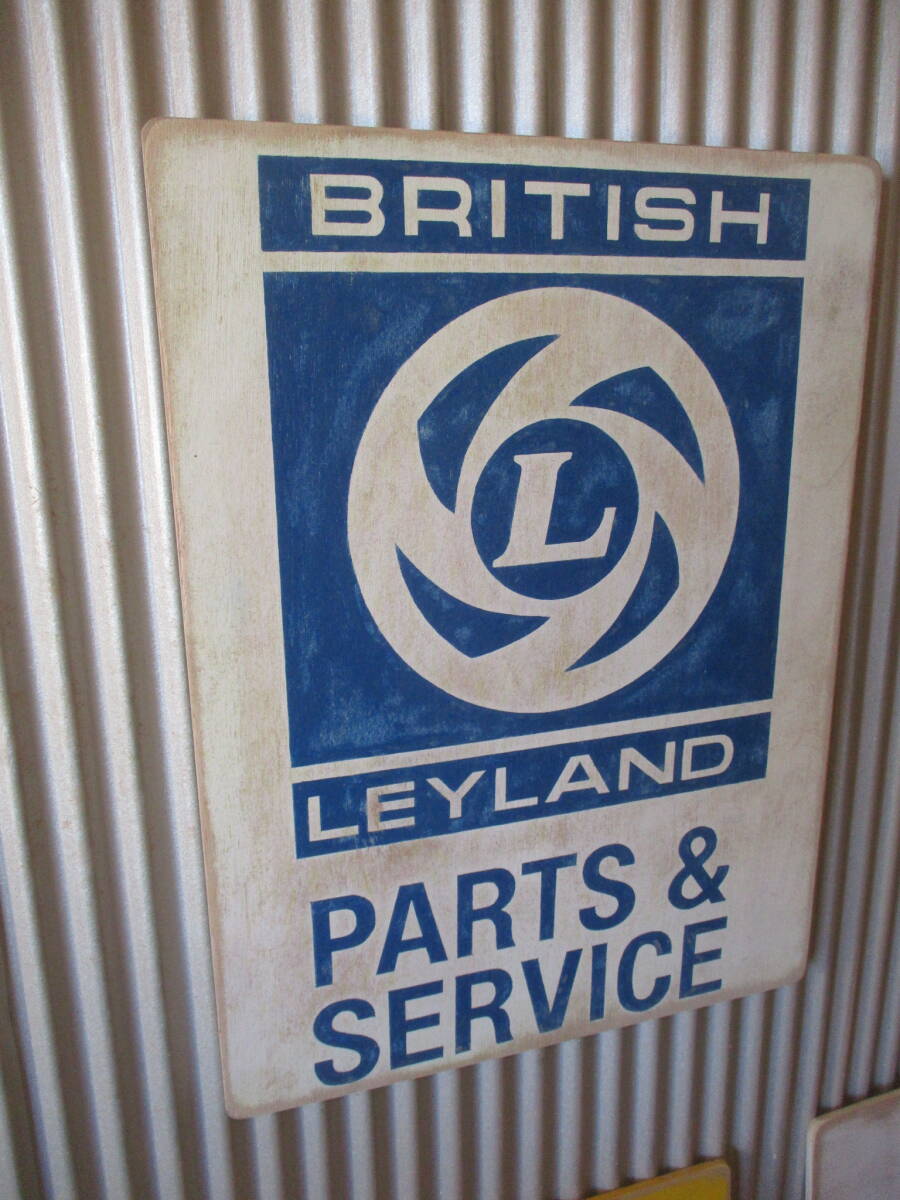 BRITISH
L
LEYLAND
PARTS &
SERVICE